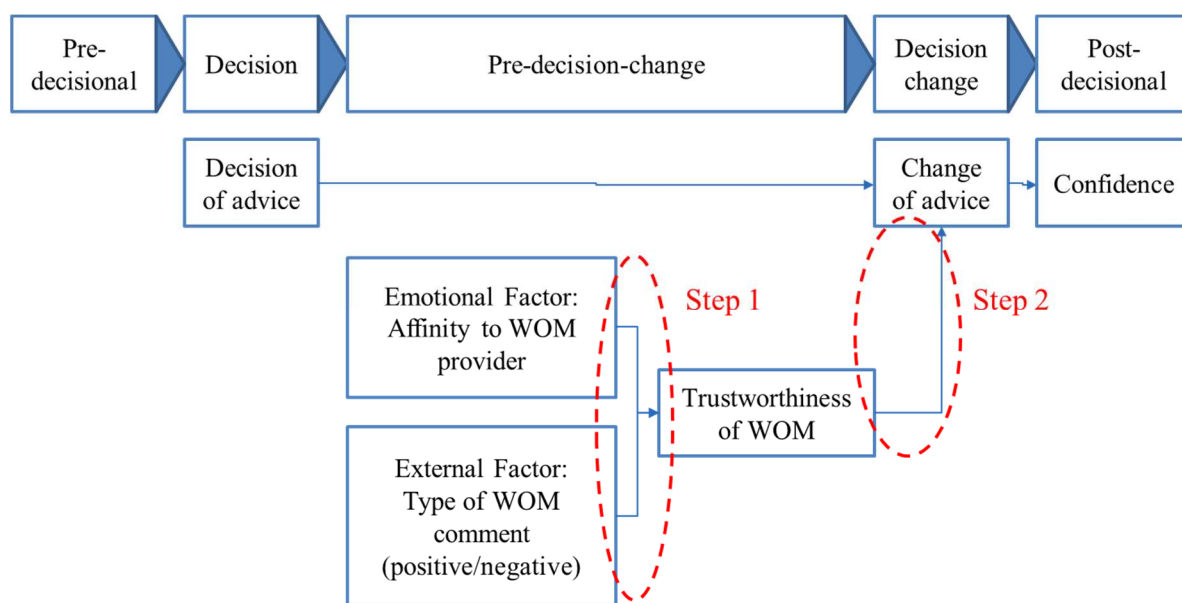 Pre-
decisional
Decision
Pre-decision-change
Decision
change
Post-
decisional
Decision
of advice
Change
of advice
Confidence
Emotional Factor:
Affinity to WOM
provider
Step 1
Step 2
Trustworthiness
of WOM
External Factor:
Type of WOM
comment
(positive/negative)